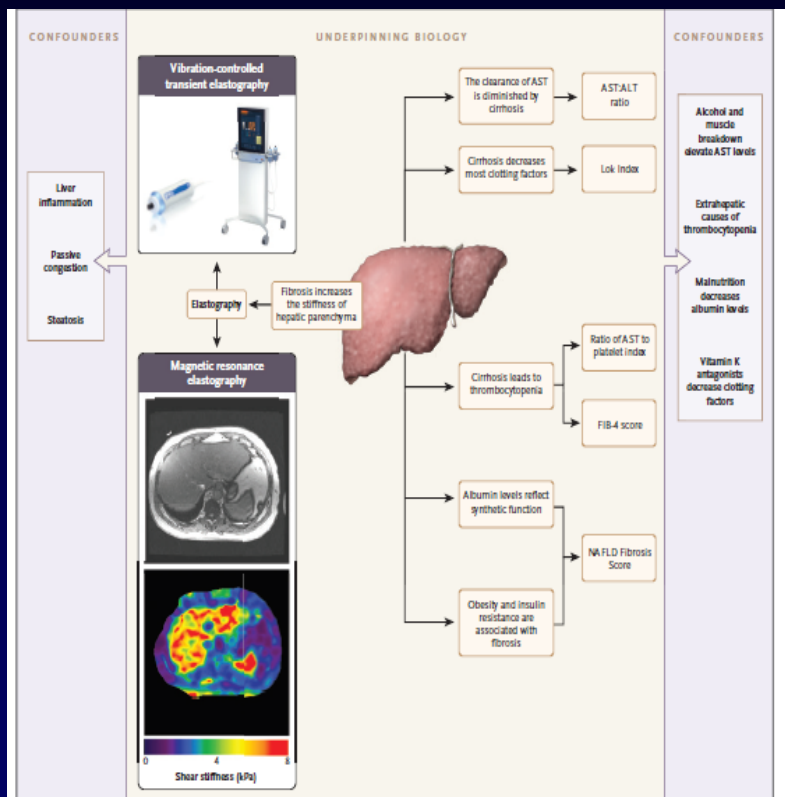 CONFOUNDERS
UNDERPINNING BIOLOGY
CONFOUNDERS
Vibration-controlled
transient elastography
Liver
inflammation
Passive
congestion
Steatosis
Elastography
Fibrosis increases
the stiffness of
hepatic parenchyma
Magnetic resonance
elastography
0
4
8
Shear stiffness (kPa)
The clearance of AST
is diminished by
cirrhosis
AST:ALT
ratio
Cirrhosis decreases
most clotting factors
Lok Index
Cirrhosis leads to
thrombocytopenia
Ratio of AST to
platelet index
FIB-4 score
Albumin levels reflect
synthetic function
Obesity and insulin
resistance are
associated with
fibrosis
NAFLD Fibrosis
Score
Alcohol and
muscle
breakdown
elevate AST levels
Extrahepatic
causes of
thrombocytopenia
Malnutrition
decreases
albumin levels
Vitamin K
antagonists
decrease clotting
factors